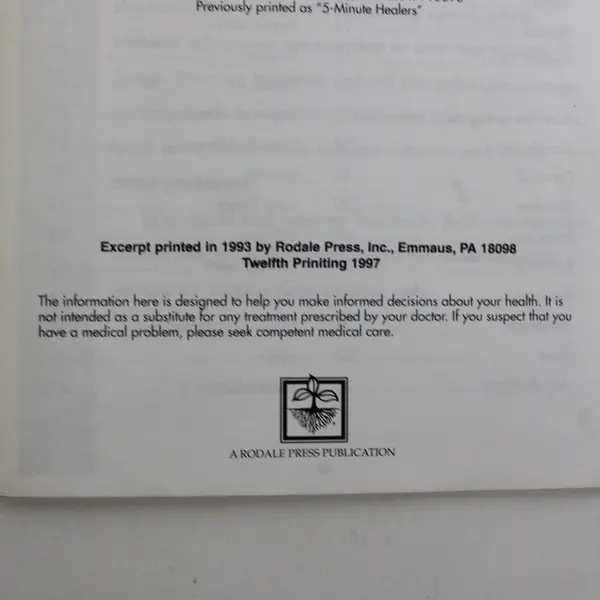 Previously printed as "5-Minute Healers"
Excerpt printed in 1993 by Rodale Press, Inc., Emmaus, PA 18098
Twelfth Priniting 1997
The information here is designed to help you make informed decisions about your health. It is
not intended as a substitute for any treatment prescribed by your doctor. If you suspect that you
have a medical problem, please seek competent medical care.
A RODALE PRESS PUBLICATION